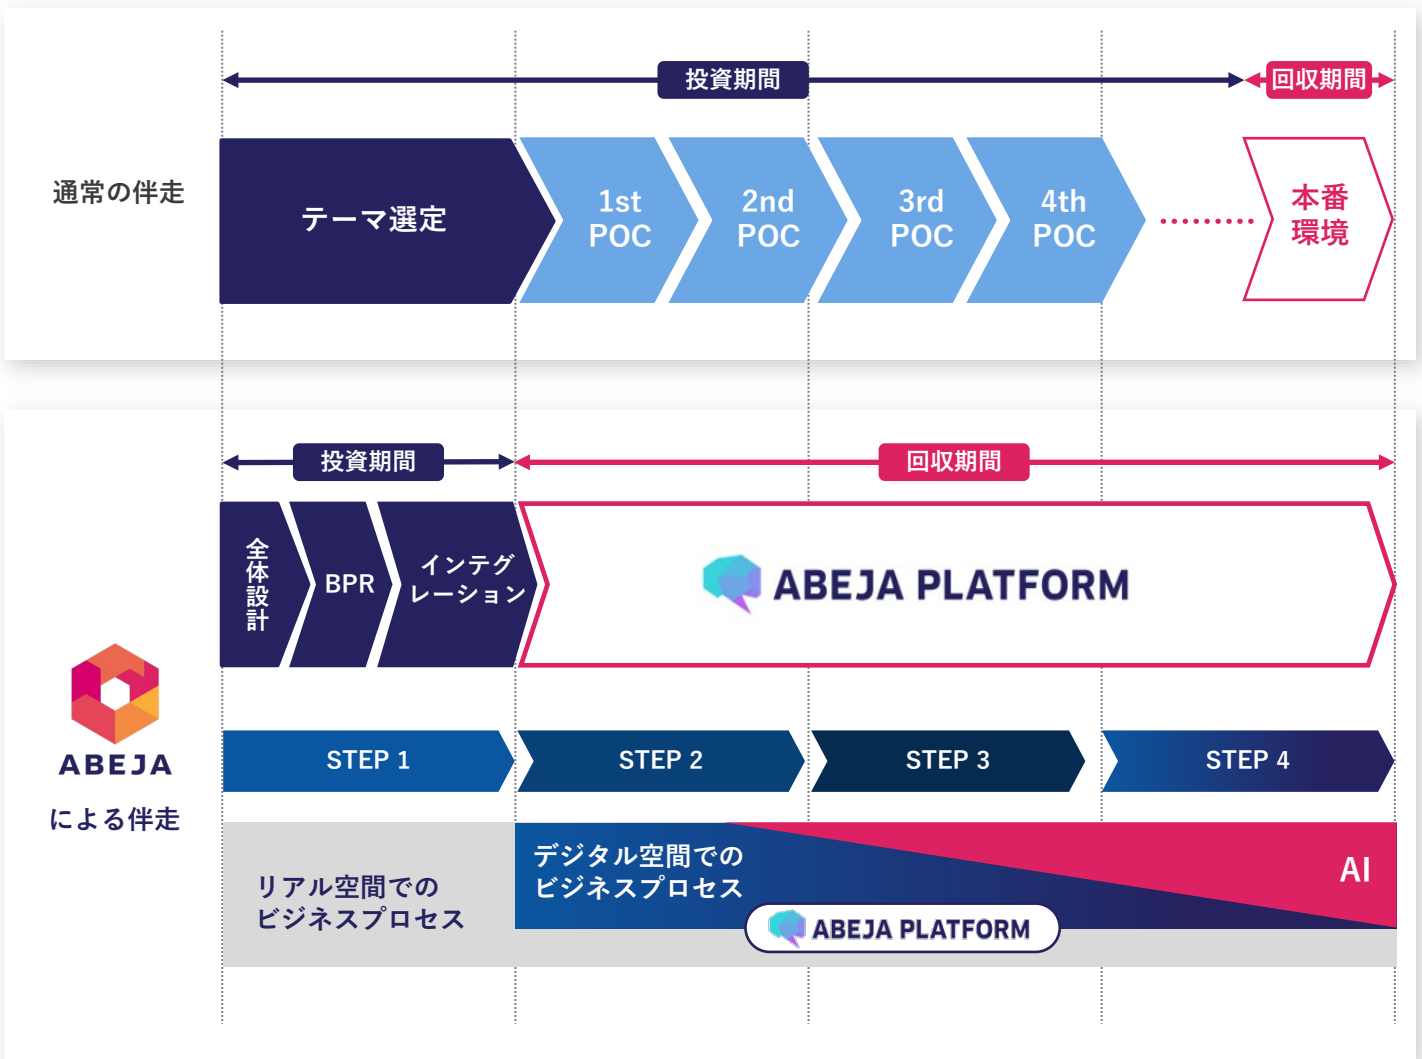 投資期間
回収期間
通常の伴走
テーマ選定
1st
POC
2nd
POC
3rd
POC
4th
POC
本番
環境
投資期間
回収期間
全体設計
BPR
インテグ
レーション
ABEJA PLATFORM
ABEJA
による伴走
STEP 1
STEP 2
STEP 3
STEP 4
リアル空間での
ビジネスプロセス
デジタル空間での
ビジネスプロセス
AI
ABEJA PLATFORM